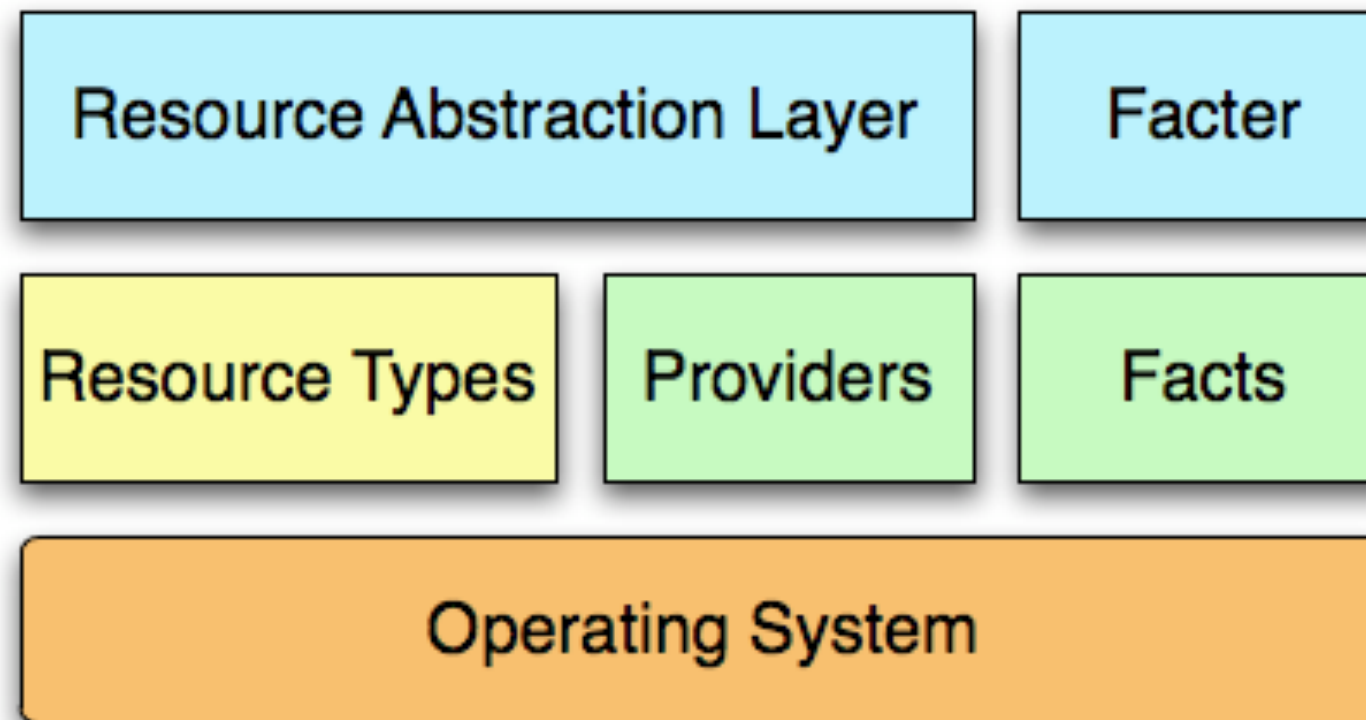 Resource Abstraction Layer
Facter
Resource Types
Providers
Facts
Operating System